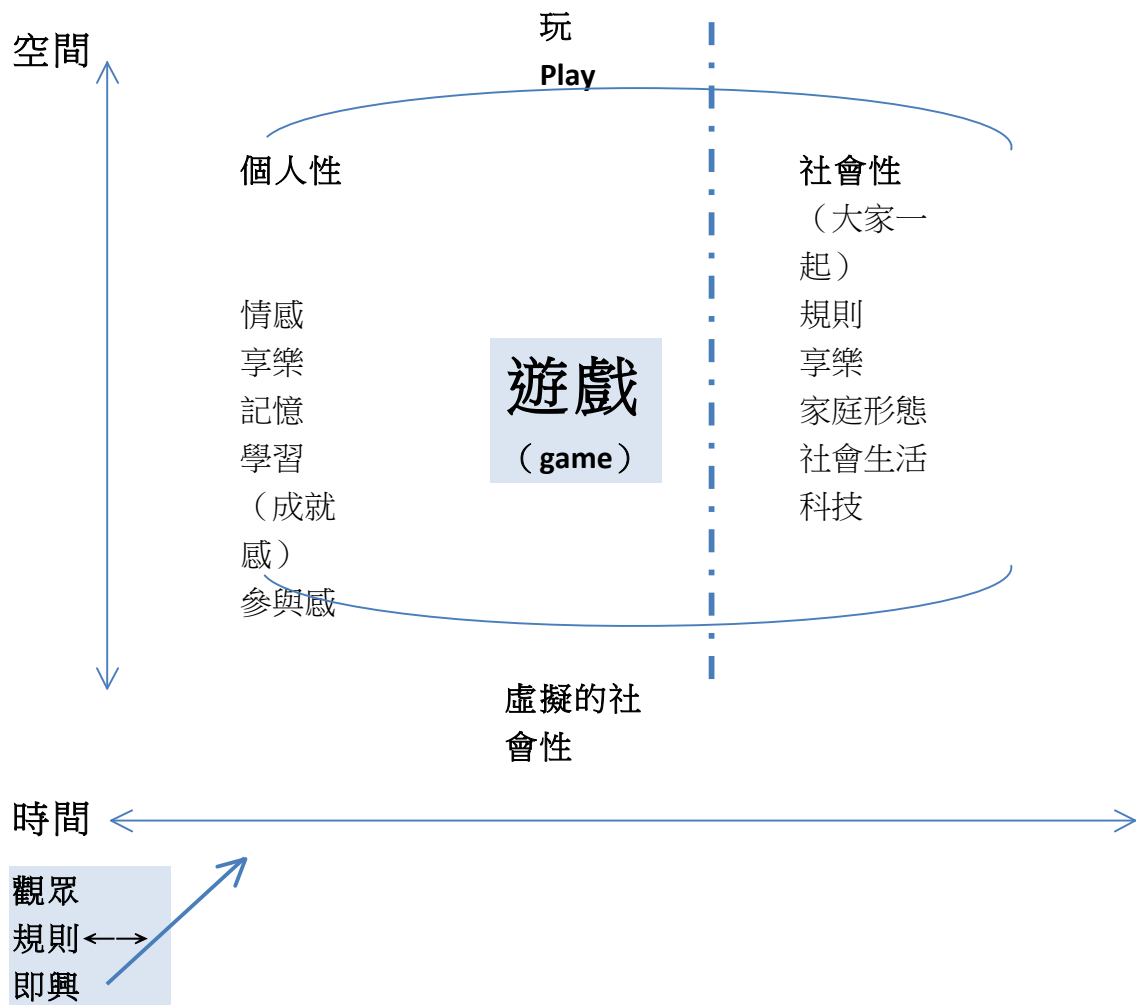 玩
Play
空間
個人性
情感
享樂
記憶
學習
（成就
感）
參與感
遊戲
（game）
社會性
（大家一
起）
規則
享樂
家庭形態
社會生活
科技
虛擬的社
會性
時間
觀眾
規則←→
即興